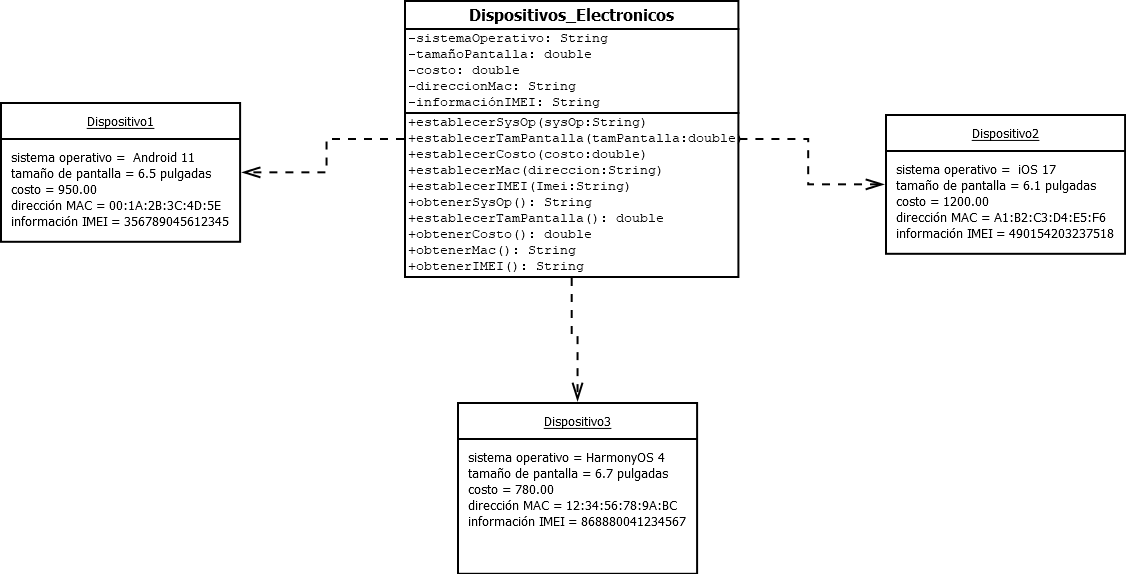 Dispositivos_Electronicos
-sistemaOperativo: String
-tamañoPantalla: double
-costo: double
-direccionMac: String
-informaciónIMEI: String
+establecerSysOp(sysOp:String)
+establecerTamPantalla(tamPantalla:double)
+establecerCosto(costo:double)
+establecerMac(direccion:String)
+establecerIMEI(Imei:String)
+obtenerSysOp(): String
+establecerTamPantalla(): double
+obtenerCosto(): double
+obtenerMac(): String
+obtenerIMEI(): String
Dispositivo1
sistema operativo = Android 11
tamaño de pantalla = 6.5 pulgadas
costo = 950.00
dirección MAC = 00:1A:2B:3C:4D:5E
información IMEI = 356789045612345
Dispositivo2
sistema operativo = iOS 17
tamaño de pantalla = 6.1 pulgadas
costo = 1200.00
dirección MAC = A1:B2:C3:D4:E5:F6
información IMEI = 490154203237518
Dispositivo3
sistema operativo = HarmonyOS 4
tamaño de pantalla = 6.7 pulgadas
costo = 780.00
dirección MAC = 12:34:56:78:9A:BC
información IMEI = 868880041234567